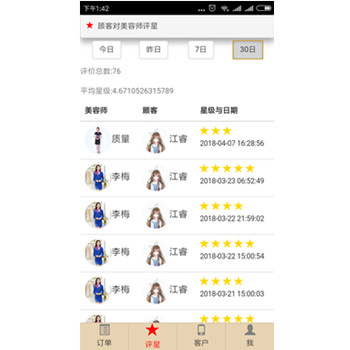 下午1:42
顾客对美容师评星
今日 昨日 7日 30日
评价总数:76
平均星级:4.6710526315789
美容师 顾客 星级与日期
质量 江睿
2018-04-07 16:28:56
李梅 江睿
2018-03-23 06:52:49
李梅 江睿
2018-03-22 21:59:02
李梅 江睿
2018-03-22 15:00:54
李梅 江睿
2018-03-21 15:00:03
订单 评星 客户 我